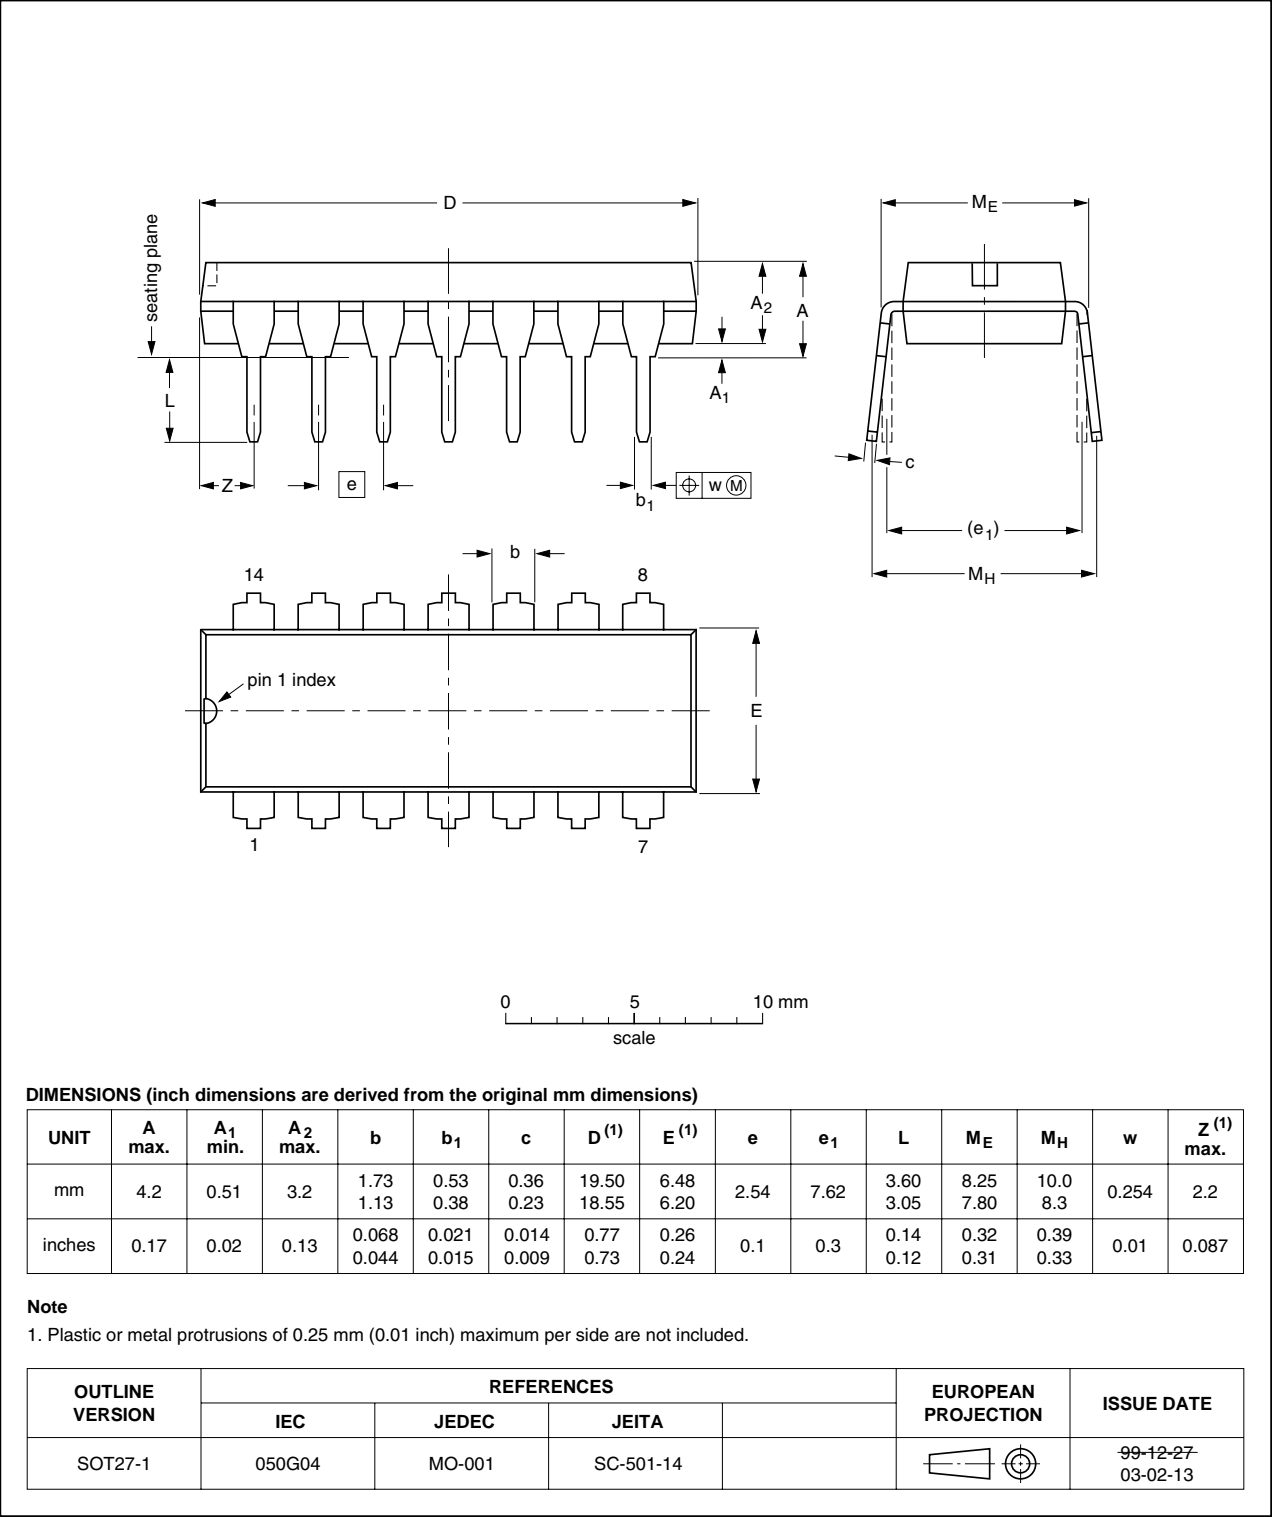 D
M E
seating plane
A 2
A
A 1
L
c
Z
e
b 1
w M
(e 1 )
M H
b
14
8
pin 1 index
E
1
7
0 5 10 mm
scale
DIMENSIONS (inch dimensions are derived from the original mm dimensions)
UNIT A max. A1 min. A2 max. b b1 c D (1) E (1) e e1 L ME MH w Z (1) max.
mm 4.2 0.51 3.2 1.73 1.13 0.53 0.38 0.36 0.23 19.50 18.55 6.48 6.20 2.54 7.62 3.60 3.05 8.25 7.80 10.0 8.3 0.254 2.2
inches 0.17 0.02 0.13 0.068 0.044 0.021 0.015 0.014 0.009 0.77 0.73 0.26 0.24 0.1 0.3 0.14 0.12 0.32 0.31 0.39 0.33 0.01 0.087
Note
1. Plastic or metal protrusions of 0.25 mm (0.01 inch) maximum per side are not included.
OUTLINE VERSION REFERENCES EUROPEAN PROJECTION ISSUE DATE
IEC JEDEC JEITA
SOT27-1 050G04 MO-001 SC-501-14 99-12-27
03-02-13